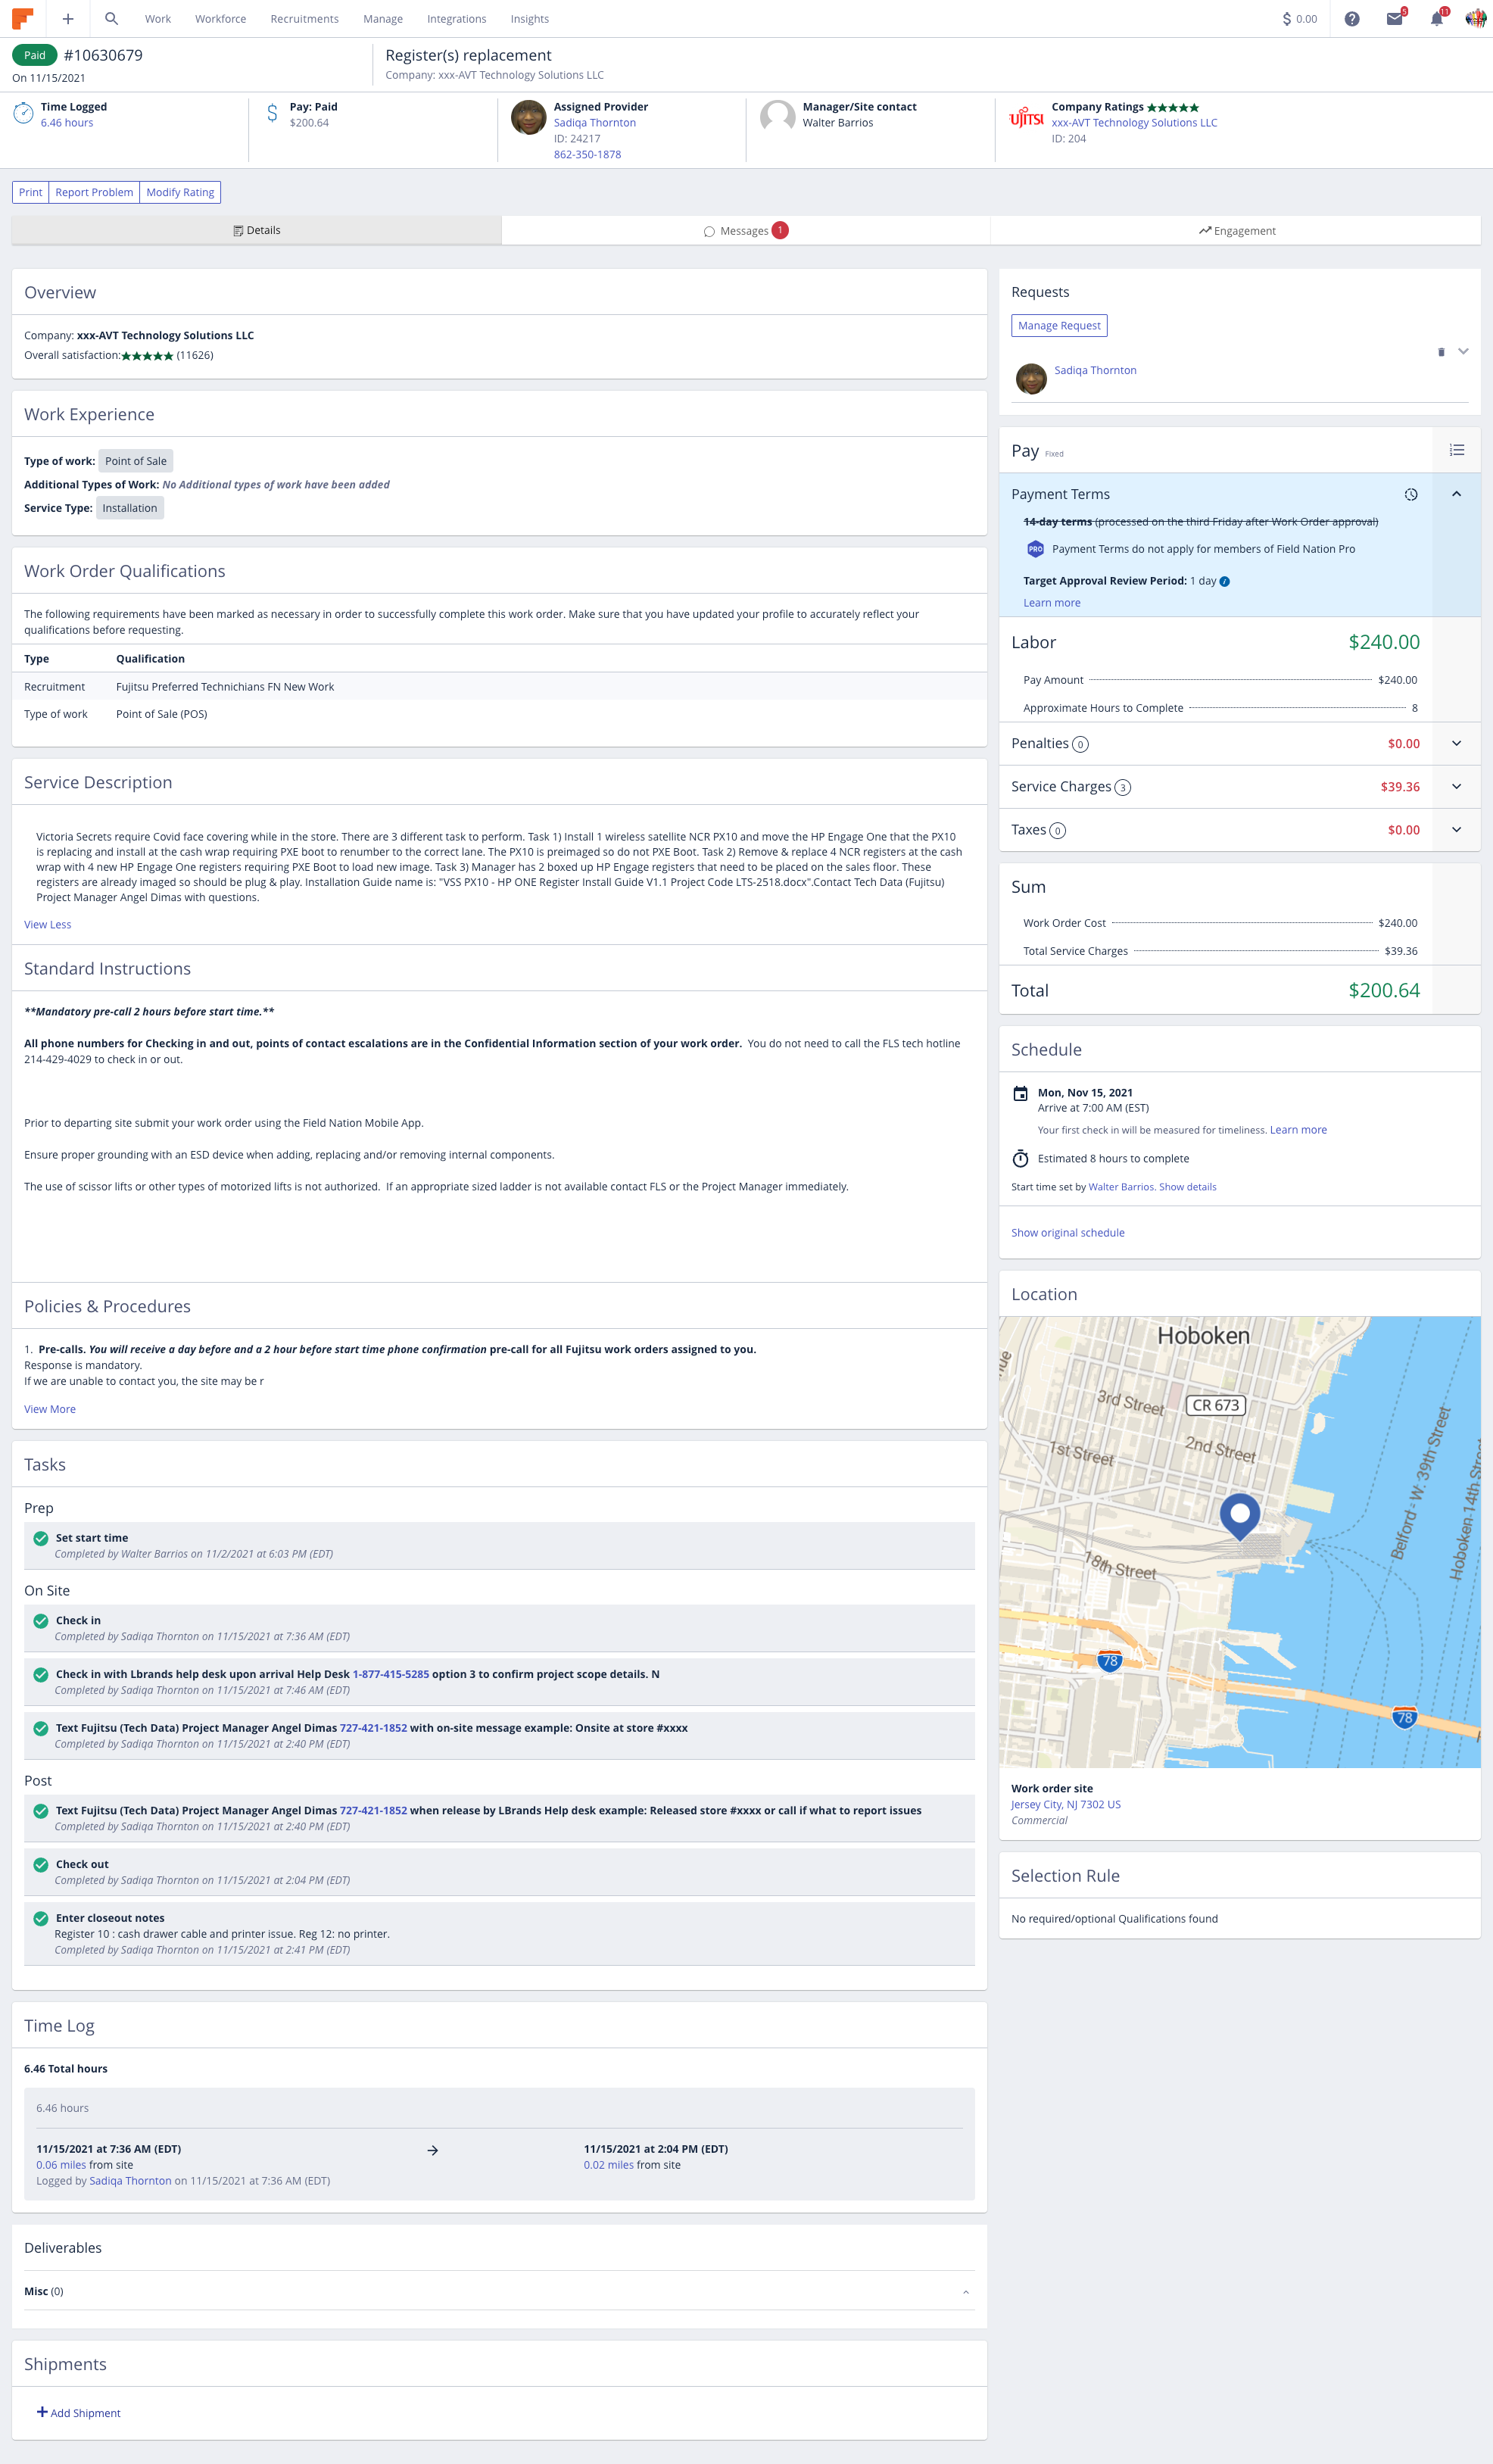 Work Workforce Recruitments Manage Integrations Insights $ 0.00 5 11
Paid #10630679
On 11/15/2021
Register(s) replacement
Company: xxx-AVT Technology Solutions LLC
Time Logged
6.46 hours
Pay: Paid
$200.64
Assigned Provider
Sadiqa Thornton
ID: 24217
862-350-1878
Manager/Site contact
Walter Barrios
UJITSI
Company Ratings
xxx-AVT Technology Solutions LLC
ID: 204
Print Report Problem Modify Rating
Details Messages 1 Engagement
Overview
Company: xxx-AVT Technology Solutions LLC
Overall satisfaction: (11626)
Work Experience
Type of work: Point of Sale
Additional Types of Work: No Additional types of work have been added
Service Type: Installation
Work Order Qualifications
The following requirements have been marked as necessary in order to successfully complete this work order. Make sure that you have updated your profile to accurately reflect your
qualifications before requesting.
Type Qualification
Recruitment Fujitsu Preferred Technichians FN New Work
Type of work Point of Sale (POS)
Service Description
Victoria Secrets require Covid face covering while in the store. There are 3 different task to perform. Task 1) Install 1 wireless satellite NCR PX10 and move the HP Engage One that the PX10
is replacing and install at the cash wrap requiring PXE boot to renumber to the correct lane. The PX10 is preimaged so do not PXE Boot. Task 2) Remove & replace 4 NCR registers at the cash
wrap with 4 new HP Engage One registers requiring PXE Boot to load new image. Task 3) Manager has 2 boxed up HP Engage registers that need to be placed on the sales floor. These
registers are already imaged so should be plug & play. Installation Guide name is: "VSS PX10 - HP ONE Register Install Guide V1.1 Project Code LTS-2518.docx".Contact Tech Data (Fujitsu)
Project Manager Angel Dimas with questions.
View Less
Standard Instructions
**Mandatory pre-call 2 hours before start time.**
All phone numbers for Checking in and out, points of contact escalations are in the Confidential Information section of your work order. You do not need to call the FLS tech hotline
214-429-4029 to check in or out.
Prior to departing site submit your work order using the Field Nation Mobile App.
Ensure proper grounding with an ESD device when adding, replacing and/or removing internal components.
The use of scissor lifts or other types of motorized lifts is not authorized. If an appropriate sized ladder is not available contact FLS or the Project Manager immediately.
Policies & Procedures
1. Pre-calls. You will receive a day before and a 2 hour before start time phone confirmation pre-call for all Fujitsu work orders assigned to you.
Response is mandatory.
If we are unable to contact you, the site may be r
View More
Tasks
Prep
Set start time
Completed by Walter Barrios on 11/2/2021 at 6:03 PM (EDT)
On Site
Check in
Completed by Sadiqa Thornton on 11/15/2021 at 7:36 AM (EDT)
Check in with Lbrands help desk upon arrival Help Desk 1-877-415-5285 option 3 to confirm project scope details. N
Completed by Sadiqa Thornton on 11/15/2021 at 7:46 AM (EDT)
Text Fujitsu (Tech Data) Project Manager Angel Dimas 727-421-1852 with on-site message example: Onsite at store #xxxx
Completed by Sadiqa Thornton on 11/15/2021 at 2:40 PM (EDT)
Post
Text Fujitsu (Tech Data) Project Manager Angel Dimas 727-421-1852 when release by LBrands Help desk example: Released store #xxxx or call if what to report issues
Completed by Sadiqa Thornton on 11/15/2021 at 2:40 PM (EDT)
Check out
Completed by Sadiqa Thornton on 11/15/2021 at 2:04 PM (EDT)
Enter closeout notes
Register 10 : cash drawer cable and printer issue. Reg 12: no printer.
Completed by Sadiqa Thornton on 11/15/2021 at 2:41 PM (EDT)
Time Log
6.46 Total hours
6.46 hours
11/15/2021 at 7:36 AM (EDT) 11/15/2021 at 2:04 PM (EDT)
0.06 miles from site 0.02 miles from site
Logged by Sadiqa Thornton on 11/15/2021 at 7:36 AM (EDT)
Deliverables
Misc (0)
Shipments
+ Add Shipment
Requests
Manage Request
Sadiqa Thornton
Pay Fixed
Payment Terms
14-day terms (processed on the third Friday after Work Order approval)
PRO Payment Terms do not apply for members of Field Nation Pro
Target Approval Review Period: 1 day
Learn more
Labor $240.00
Pay Amount $240.00
Approximate Hours to Complete 8
Penalties 0 $0.00
Service Charges 3 $39.36
Taxes 0 $0.00
Sum
Work Order Cost $240.00
Total Service Charges $39.36
Total $200.64
Schedule
Mon, Nov 15, 2021
Arrive at 7:00 AM (EST)
Your first check in will be measured for timeliness. Learn more
Estimated 8 hours to complete
Start time set by Walter Barrios. Show details
Show original schedule
Location
Hoboken
nue
3rd Street
CR 673
1st Street
2nd Street
Belford - W. 39th Street
Hoboken 14th Street
18th Street
78
78
Work order site
Jersey City, NJ 7302 US
Commercial
Selection Rule
No required/optional Qualifications found